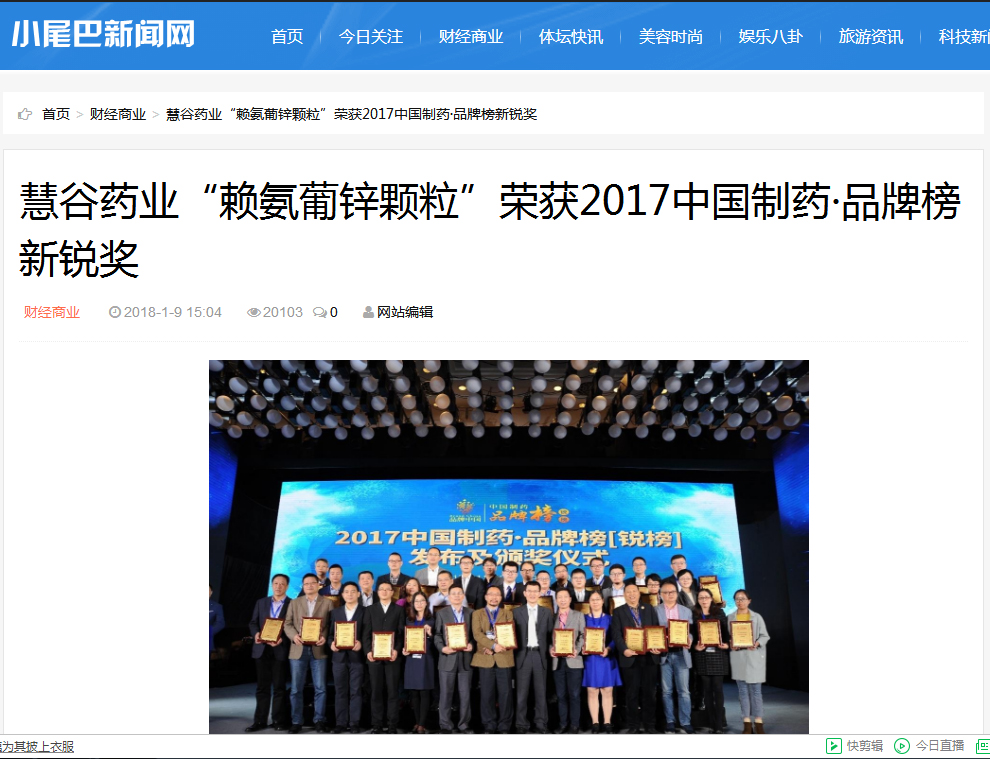 小尾巴新闻网
首页 今日关注 财经商业 体坛快讯 美容时尚 娱乐八卦 旅游资讯 科技新
首页 > 财经商业 > 慧谷药业“赖氨葡锌颗粒”荣获2017中国制药·品牌榜新锐奖
慧谷药业“赖氨葡锌颗粒”荣获2017中国制药·品牌榜
新锐奖
财经商业 2018-1-9 15:04 20103 0 网站编辑
中国制药
品牌榜
2017中国制药·品牌榜[锐榜]
发布及颁奖仪式
为其披上衣服 快剪辑 今日直播